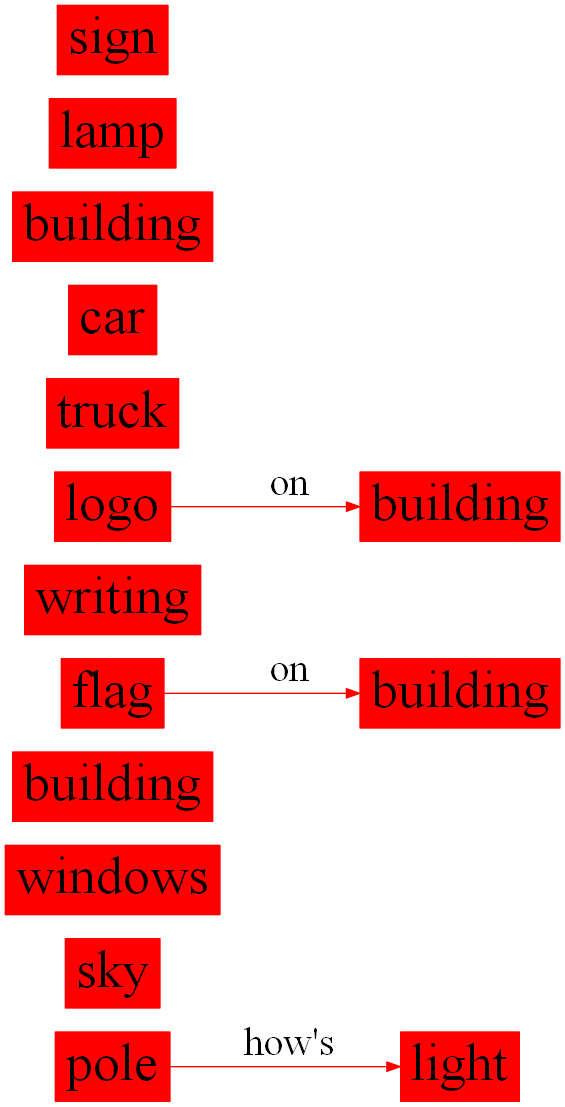 sign
lamp
building
car
truck
logo on building
writing
flag on building
building
windows
sky
pole how's light